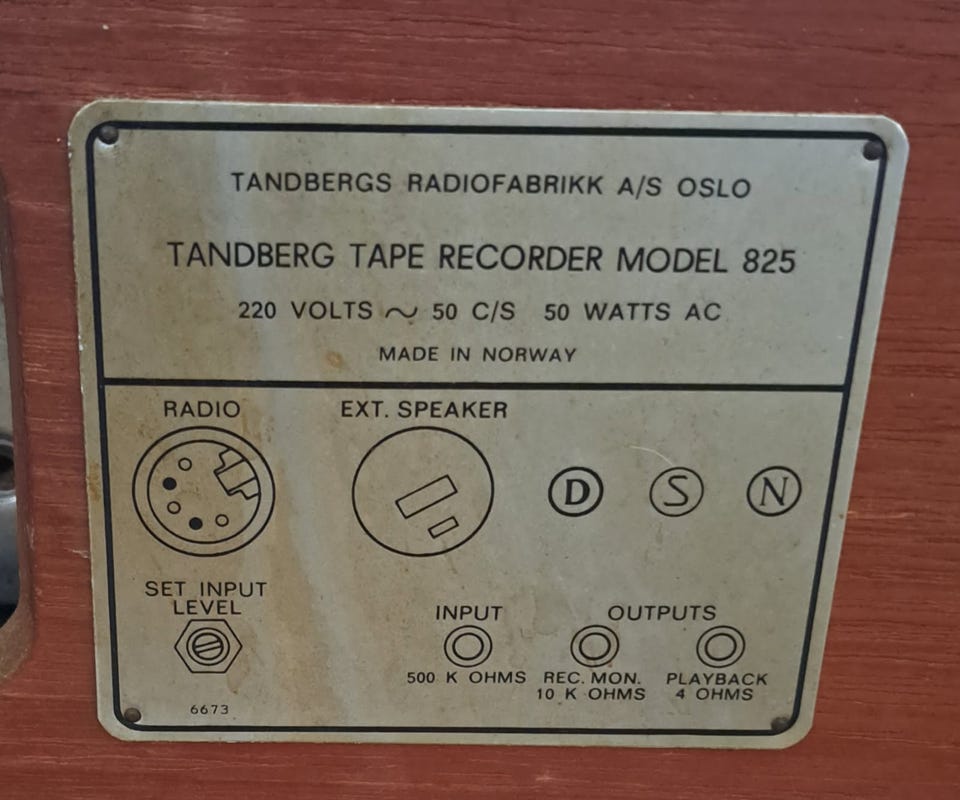 TANDBERGS RADIOFABRIKK A/S OSLO
TANDBERG TAPE RECORDER MODEL 825
220 VOLTS ~ 50 C/S 50 WATTS AC
MADE IN NORWAY
RADIO
EXT. SPEAKER
D S N
SET INPUT
LEVEL
INPUT
500 K OHMS
OUTPUTS
REC. MON.
10 K OHMS
PLAYBACK
4 OHMS
6673